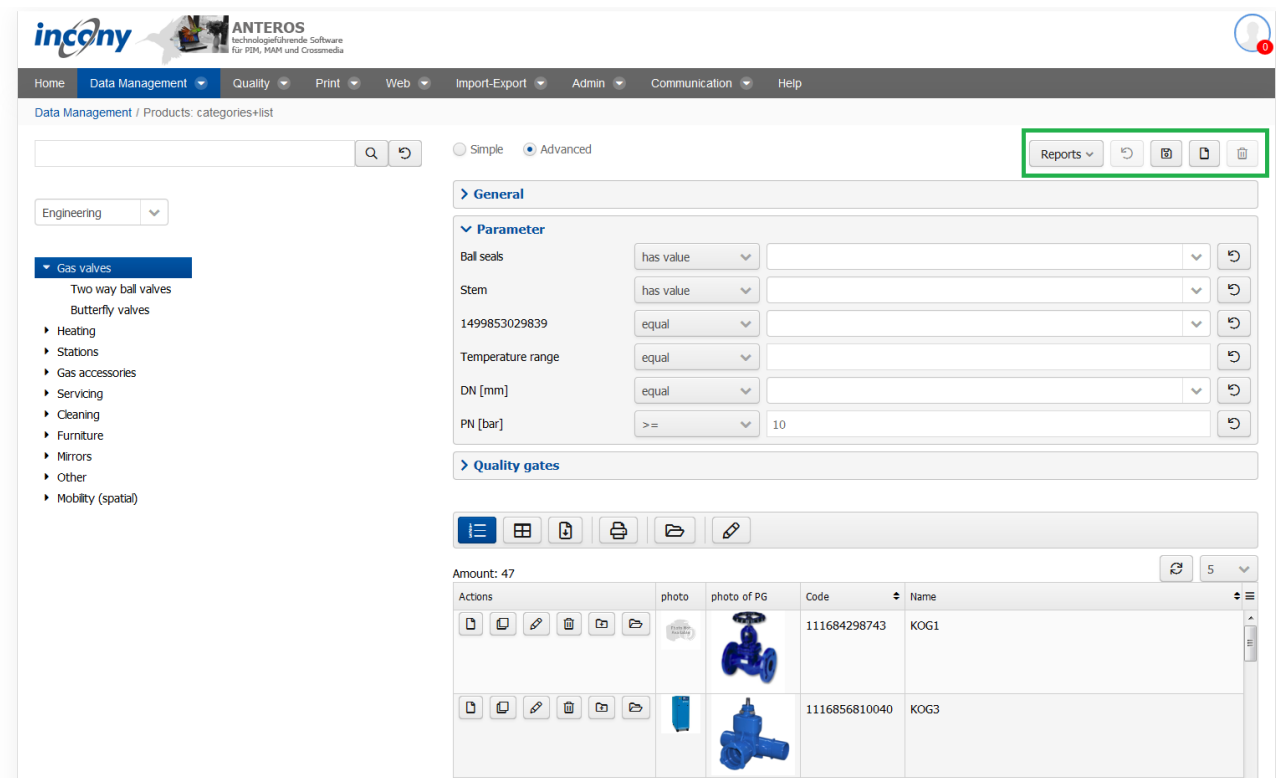 incony
ANTEROS
technologieführende Software
für PIM, MAM und Crossmedia
0
Home Data Management Quality Print Web Import-Export Admin Communication Help
Data Management / Products: categories+list
Simple Advanced Reports
Engineering
General
Parameter
Gas valves
Two way ball valves
Butterfly valves
Heating
Stations
Gas accessories
Servicing
Cleaning
Furniture
Mirrors
Other
Mobility (spatial)
Ball seals has value
Stem has value
1499853029839 equal
Temperature range equal
DN [mm] equal
PN [bar] >= 10
Quality gates
5
Amount: 47
Actions photo photo of PG Code Name
111684298743 KOG1
1116856810040 KOG3